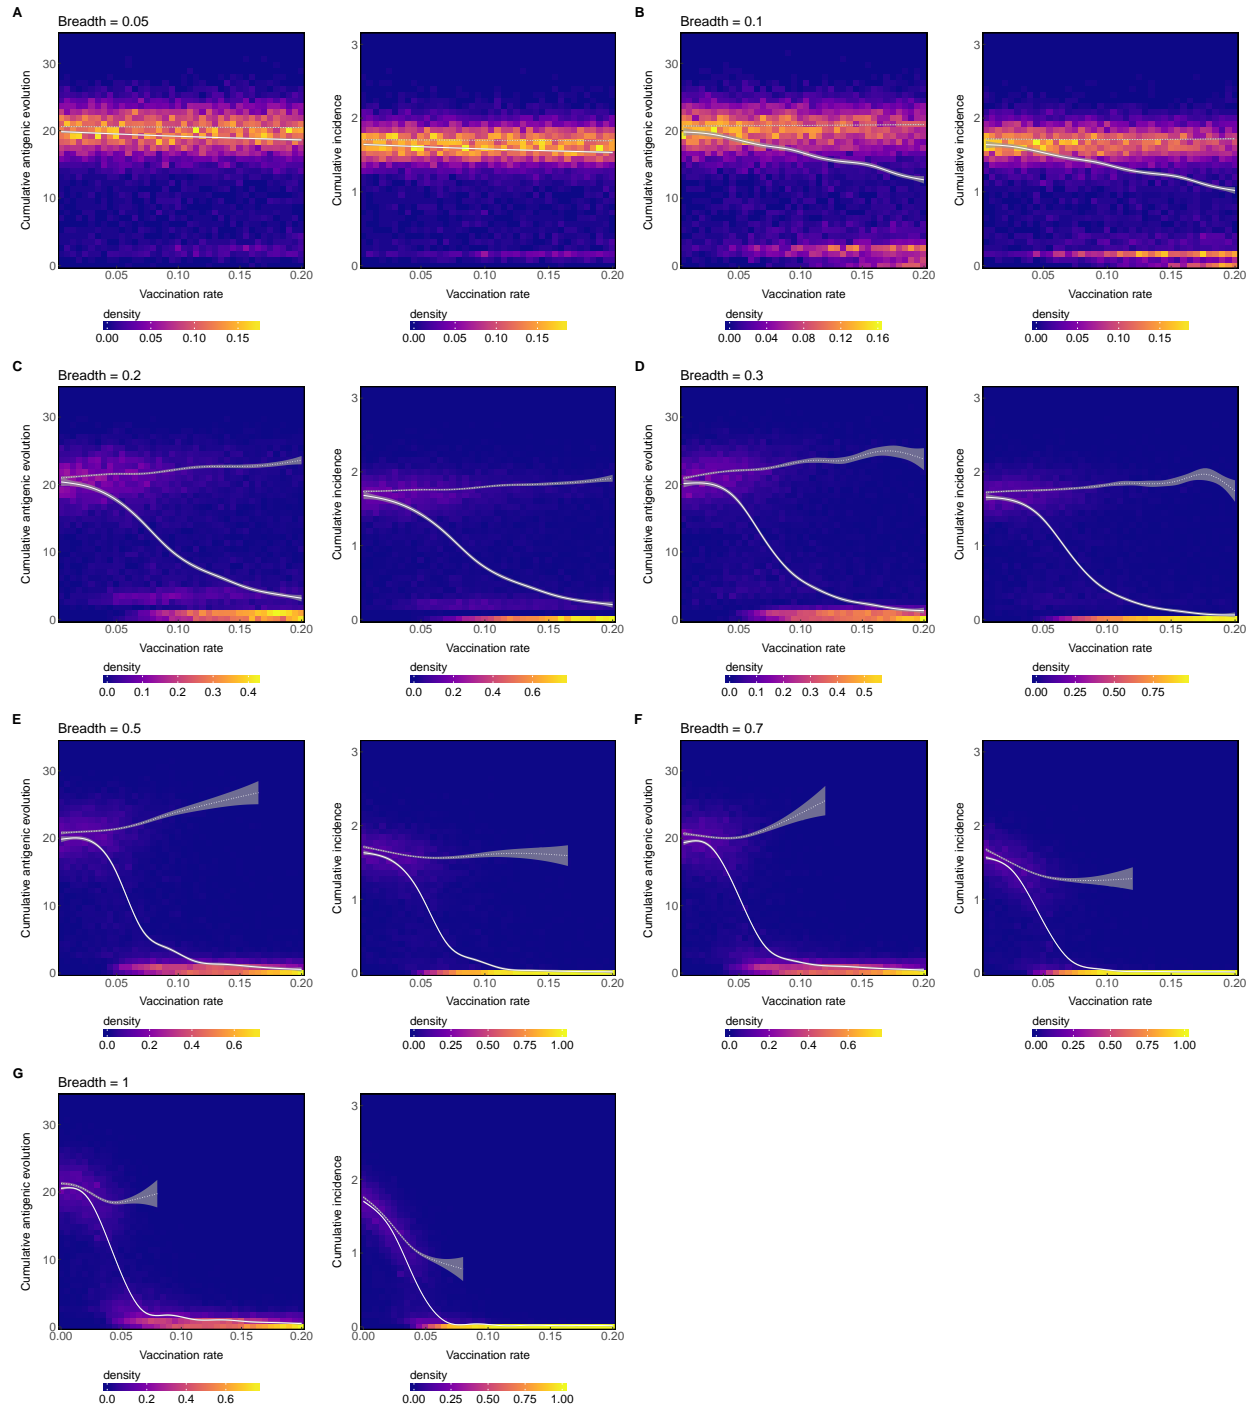 A
Breadth = 0.05
Cumulative antigenic evolution
30
20
10
0
0.05 0.10 0.15 0.20
Vaccination rate
density
0.00 0.05 0.10 0.15
Cumulative incidence
3
2
1
0
0.05 0.10 0.15 0.20
Vaccination rate
density
0.00 0.05 0.10 0.15
B
Breadth = 0.1
Cumulative antigenic evolution
30
20
10
0
0.05 0.10 0.15 0.20
Vaccination rate
density
0.00 0.04 0.08 0.12 0.16
Cumulative incidence
3
2
1
0
0.05 0.10 0.15 0.20
Vaccination rate
density
0.00 0.05 0.10 0.15
C
Breadth = 0.2
Cumulative antigenic evolution
30
20
10
0
0.05 0.10 0.15 0.20
Vaccination rate
density
0.0 0.1 0.2 0.3 0.4
Cumulative incidence
3
2
1
0
0.05 0.10 0.15 0.20
Vaccination rate
density
0.0 0.2 0.4 0.6
D
Breadth = 0.3
Cumulative antigenic evolution
30
20
10
0
0.05 0.10 0.15 0.20
Vaccination rate
density
0.0 0.1 0.2 0.3 0.4 0.5
Cumulative incidence
3
2
1
0
0.05 0.10 0.15 0.20
Vaccination rate
density
0.00 0.25 0.50 0.75
E
Breadth = 0.5
Cumulative antigenic evolution
30
20
10
0
0.05 0.10 0.15 0.20
Vaccination rate
density
0.0 0.2 0.4 0.6
Cumulative incidence
3
2
1
0
0.05 0.10 0.15 0.20
Vaccination rate
density
0.00 0.25 0.50 0.75 1.00
F
Breadth = 0.7
Cumulative antigenic evolution
30
20
10
0
0.05 0.10 0.15 0.20
Vaccination rate
density
0.0 0.2 0.4 0.6
Cumulative incidence
3
2
1
0
0.05 0.10 0.15 0.20
Vaccination rate
density
0.00 0.25 0.50 0.75 1.00
G
Breadth = 1
Cumulative antigenic evolution
30
20
10
0
0.00 0.05 0.10 0.15 0.20
Vaccination rate
density
0.0 0.2 0.4 0.6
Cumulative incidence
3
2
1
0
0.00 0.05 0.10 0.15 0.20
Vaccination rate
density
0.00 0.25 0.50 0.75 1.00